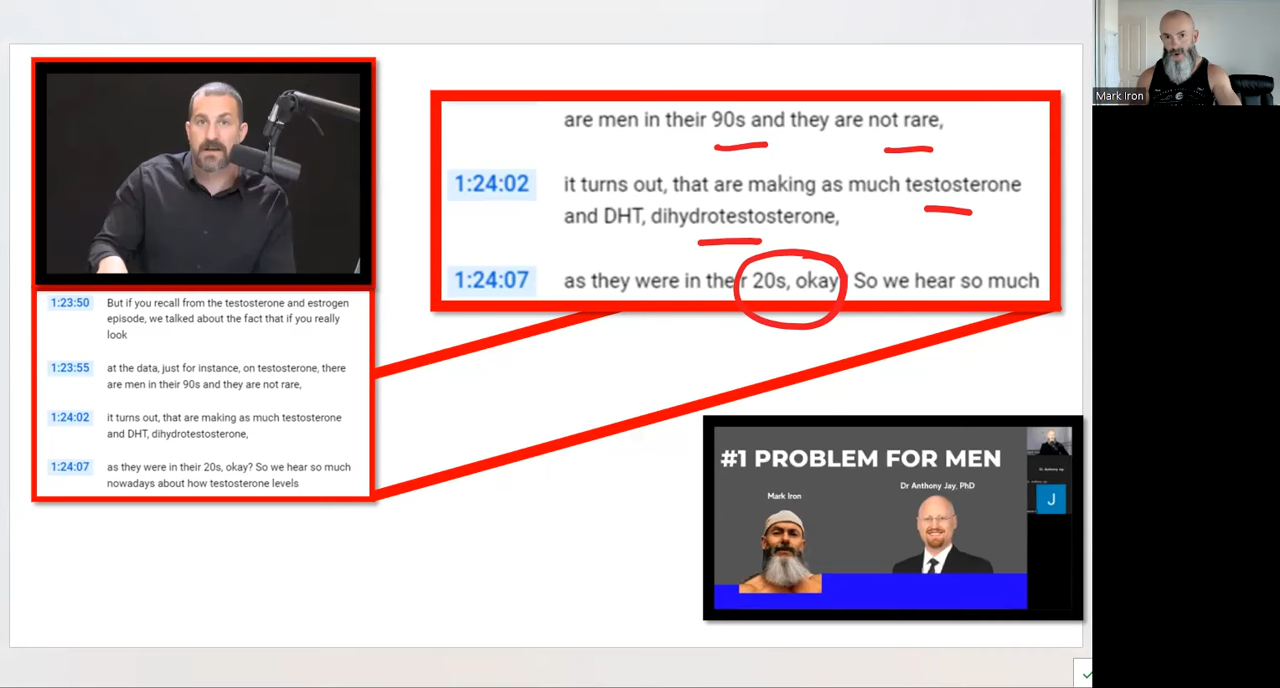 1:23:50 But if you recall from the testosterone and estrogen
episode, we talked about the fact that if you really
look
1:23:55 at the data, just for instance, on testosterone, there
are men in their 90s and they are not rare,
1:24:02 it turns out, that are making as much testosterone
and DHT, dihydrotestosterone,
1:24:07 as they were in their 20s, okay? So we hear so much
nowadays about how testosterone levels
are men in their 90s and they are not rare,
1:24:02 it turns out, that are making as much testosterone
and DHT, dihydrotestosterone,
1:24:07 as they were in their 20s, okay? So we hear so much
#1 PROBLEM FOR MEN
Mark Iron
Dr Anthony Jay, PhD
J
Mark Iron